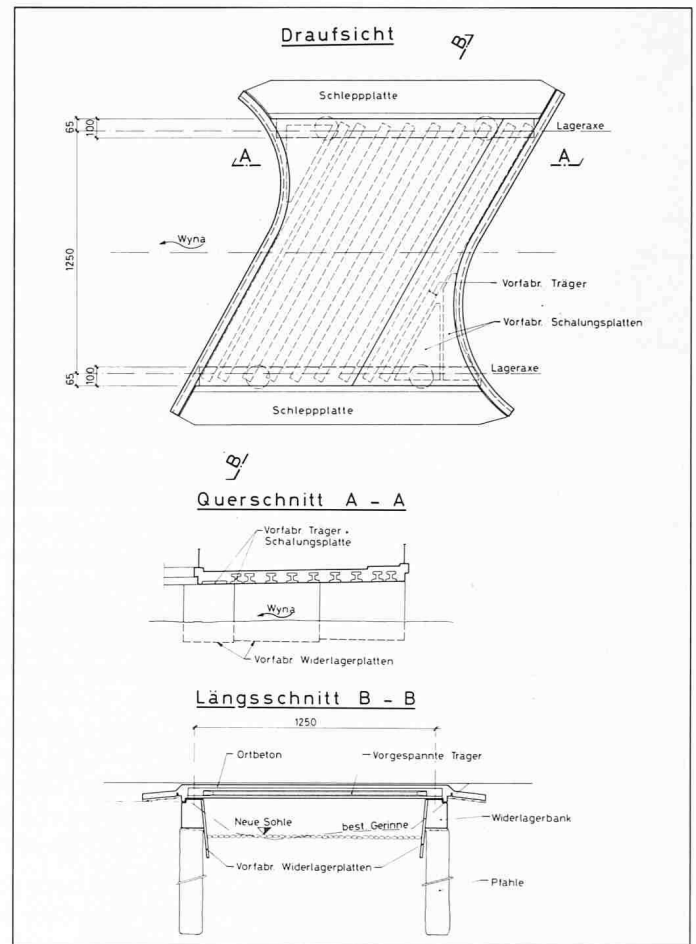 Draufsicht
B
Schleppplatte
65
100
Lageraxe
A
A
Wyna
1250
Vorfabr. Träger
Vorfabr. Schalungsplatten
Lageraxe
65
100
Schleppplatte
B
Querschnitt A - A
Vorfabr. Träger +
Schalungsplatte
Wyna
Vorfabr. Widerlagerplatten
Längsschnitt B - B
1250
Ortbeton
Vorgespannte Träger
Neue Sohle
best. Gerinne
Widerlagerbank
Vorfabr. Widerlagerplatten
Pfähle